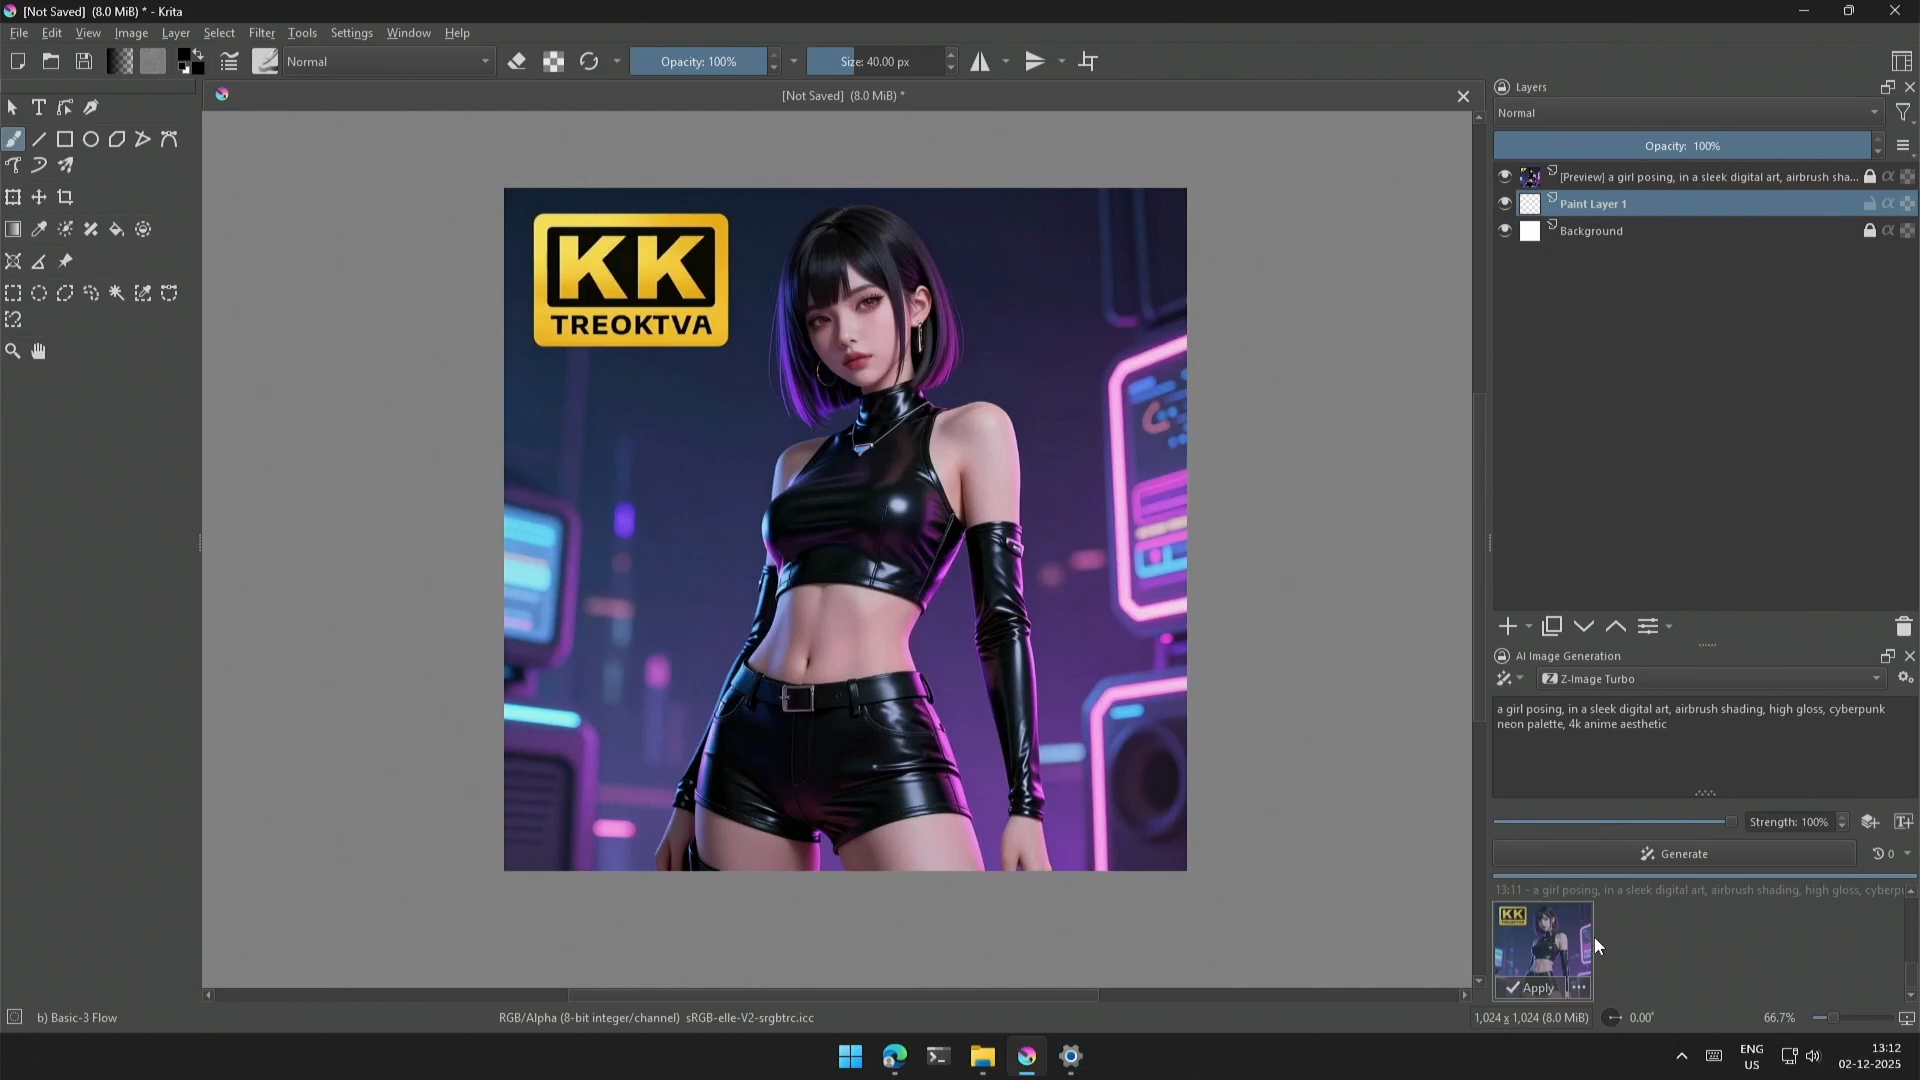 [Not Saved] (8.0 MiB) * - Krita
File Edit View Image Layer Select Filter Tools Settings Window Help
Normal
Opacity: 100%
Size: 40.00 px
[Not Saved] (8.0 MiB) *
Layers
Normal
Opacity: 100%
[Preview] a girl posing, in a sleek digital art, airbrush sha...
Paint Layer 1
Background
KK
TREOKTVA
AI Image Generation
Z-Image Turbo
a girl posing, in a sleek digital art, airbrush shading, high gloss, cyberpunk
neon palette, 4k anime aesthetic
Strength: 100%
Generate
0
13:11 - a girl posing, in a sleek digital art, airbrush shading, high gloss, cyberpu
KK
Apply
b) Basic-3 Flow
RGB/Alpha (8-bit integer/channel) sRGB-elle-V2-srgbtrc.icc
1,024 x 1,024 (8.0 MiB)
0.00°
66.7%
ENG
US
13:12
02-12-2025